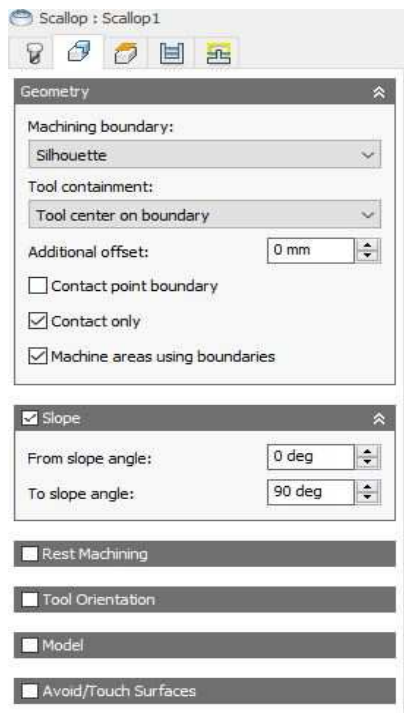 Scallop : Scallop1
Geometry
Machining boundary:
Silhouette
Tool containment:
Tool center on boundary
Additional offset: 0 mm
Contact point boundary
Contact only
Machine areas using boundaries
Slope
From slope angle: 0 deg
To slope angle: 90 deg
Rest Machining
Tool Orientation
Model
Avoid/Touch Surfaces